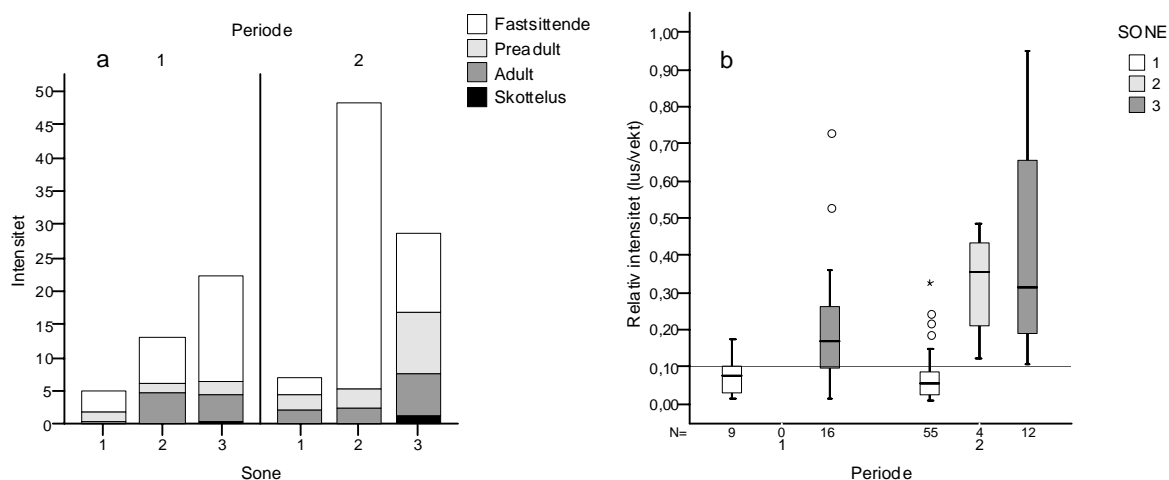 Periode
a
1
2
Fastsittende
Preadult
Adult
Skottelus
Intensitet
50
45
40
35
30
25
20
15
10
5
0
1 2 3 1 2 3
Sone
b
SONE
1
2
3
Relativ intensitet (lus/vekt)
1,00
0,90
0,80
0,70
0,60
0,50
0,40
0,30
0,20
0,10
0,00
N= 9 0 16 55 4 12
1 2
Periode